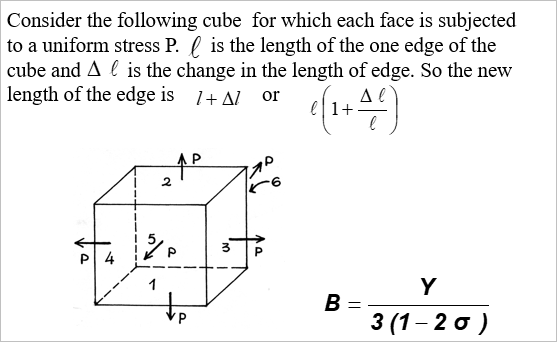 Consider the following cube for which each face is subjected
to a uniform stress P. ℓ is the length of the one edge of the
cube and Δ ℓ is the change in the length of edge. So the new
length of the edge is l + Δl or ℓ(1 + Δℓ/ℓ)
P
P
2
6
5
P
3
P
P
4
1
P
B = Y / 3 (1 – 2 σ )